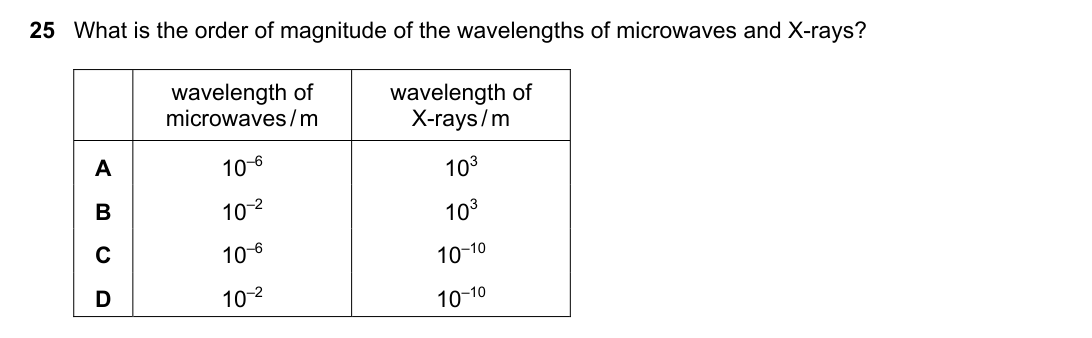 25 What is the order of magnitude of the wavelengths of microwaves and X-rays?
wavelength of microwaves / m
wavelength of X-rays / m
A 10⁻⁶ 10³
B 10⁻² 10³
C 10⁻⁶ 10⁻¹⁰
D 10⁻² 10⁻¹⁰